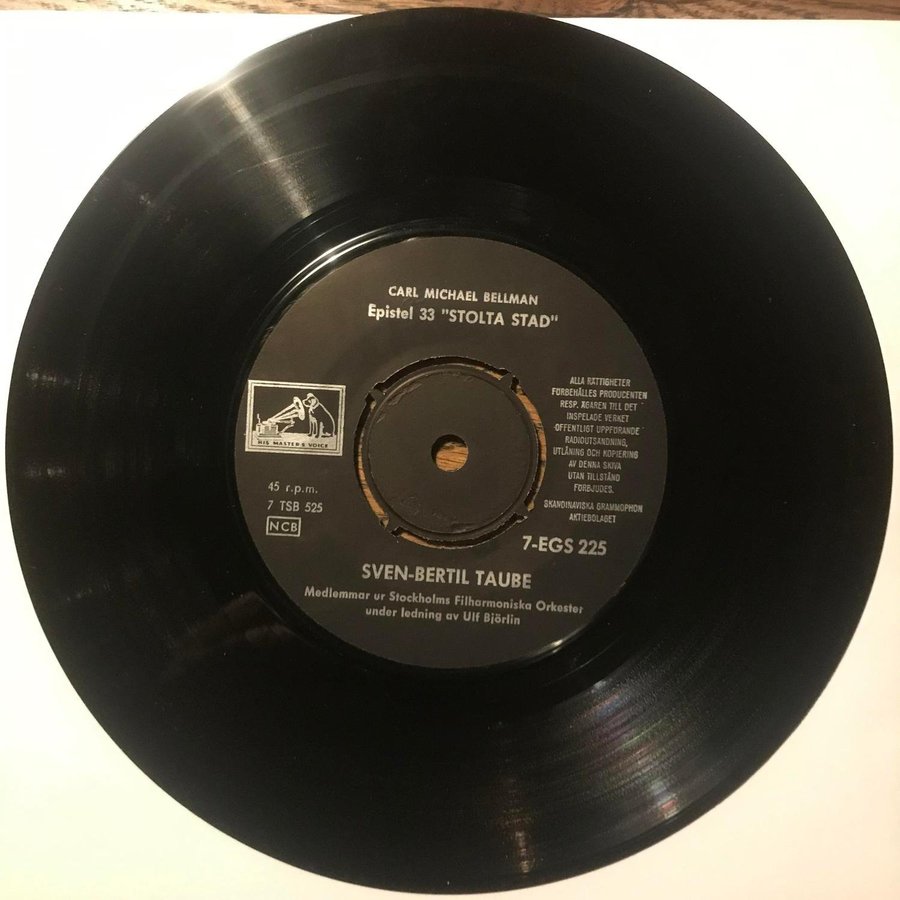 CARL MICHAEL BELLMAN
Epistel 33 "STOLTA STAD"
HIS MASTER'S VOICE
ALLA RÄTTIGHETER
FÖRBEHÅLLES PRODUCENTEN
RESP. ÄGAREN TILL DET
INSPELADE VERKET
OFFENTLIGT UPPFÖRANDE
RADIOUTSÄNDNING,
UTLÅNING OCH KOPIERING
AV DENNA SKIVA
UTAN TILLSTÅND
FÖRBJUDES.
45 r.p.m.
7 TSB 525
NCB
SKANDINAVISKA GRAMMOPHON
AKTIEBOLAGET
7-EGS 225
SVEN-BERTIL TAUBE
Medlemmar ur Stockholms Filharmoniska Orkester
under ledning av Ulf Björlin